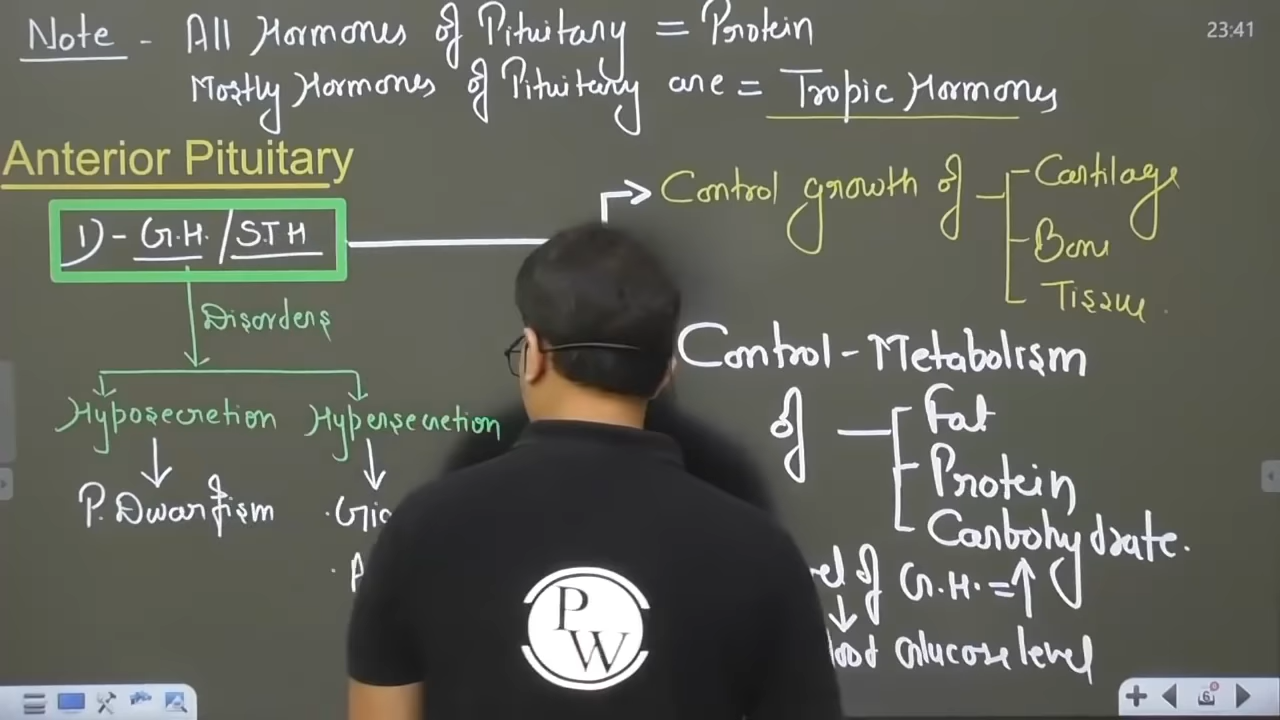 Note - All Hormones of Pituitary = Protein
23:41
Mostly Hormones of Pituitary are = Tropic Hormones
Anterior Pituitary
1) - G.H. / STH
Control growth of
Cartilage
Bone
Tissue
Disorders
Control - Metabolism
of
Fat
Protein
Carbohydrate.
Hyposecretion
Hypersecretion
P. Dwarfism
of G.H. = ↑
Glucose level
PW